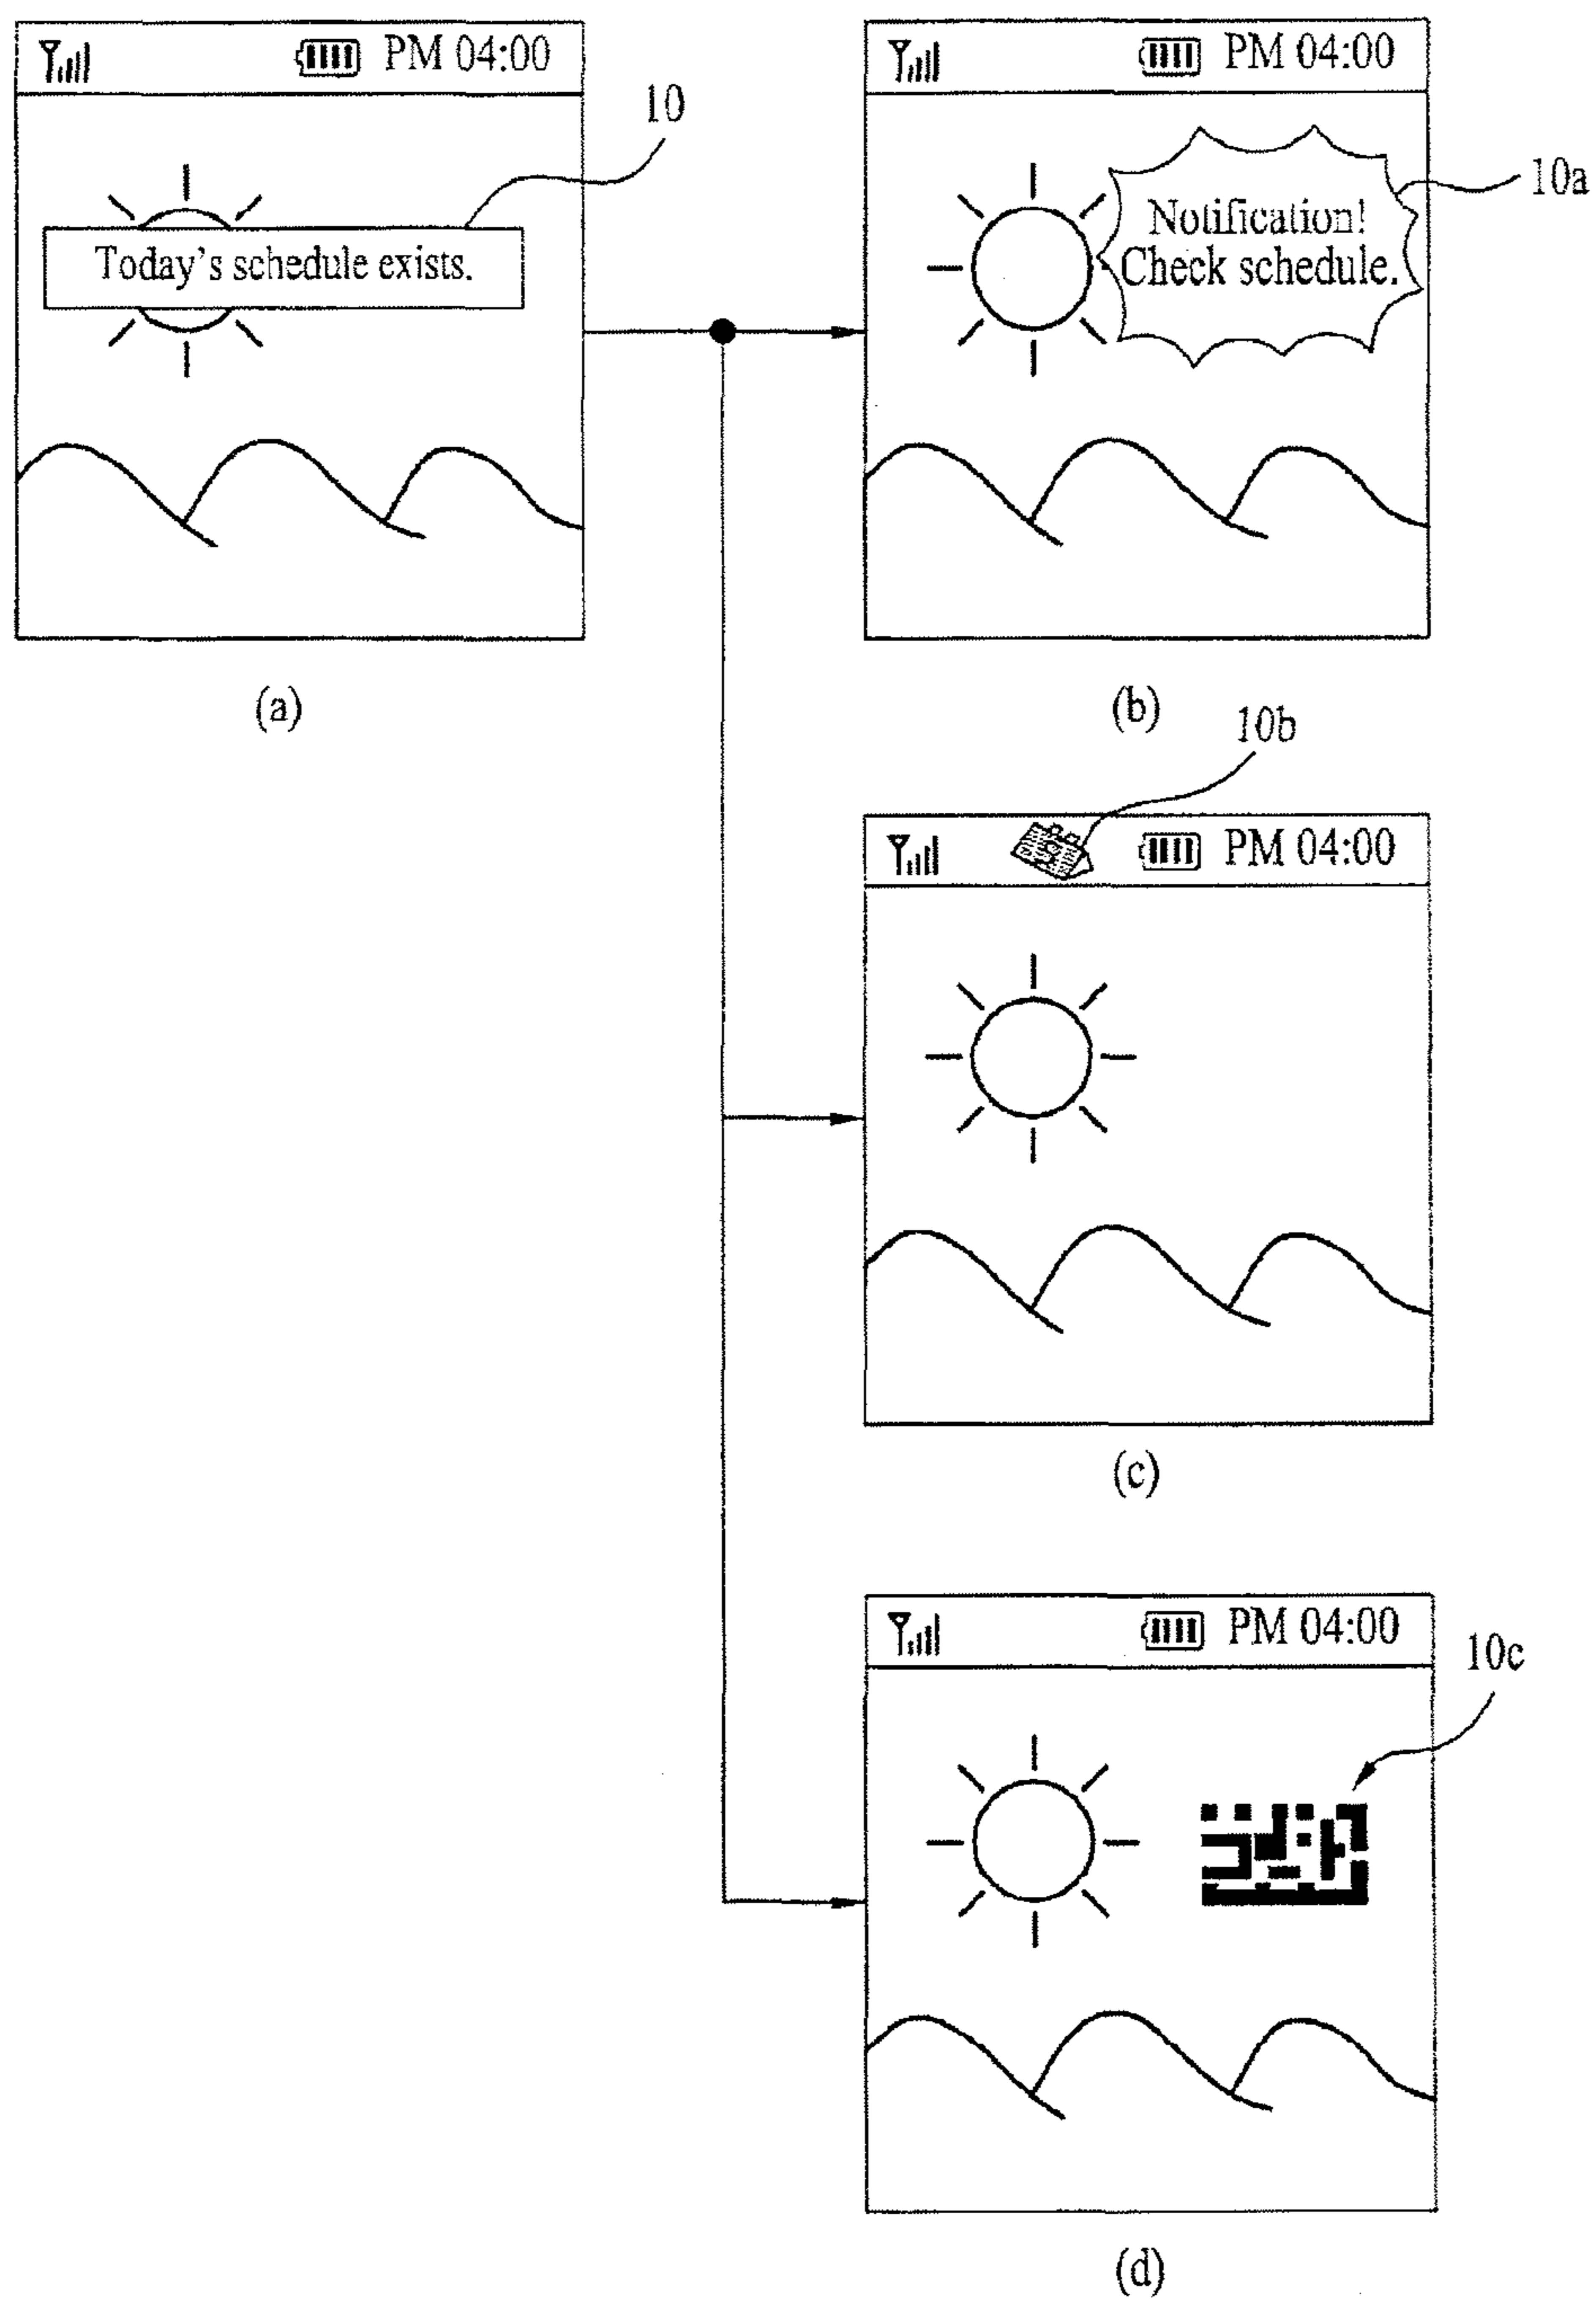 PM 04:00
10
Today's schedule exists.
(a)
PM 04:00
10a
Notification!
Check schedule.
(b)
10b
PM 04:00
(c)
PM 04:00
10c
(d)